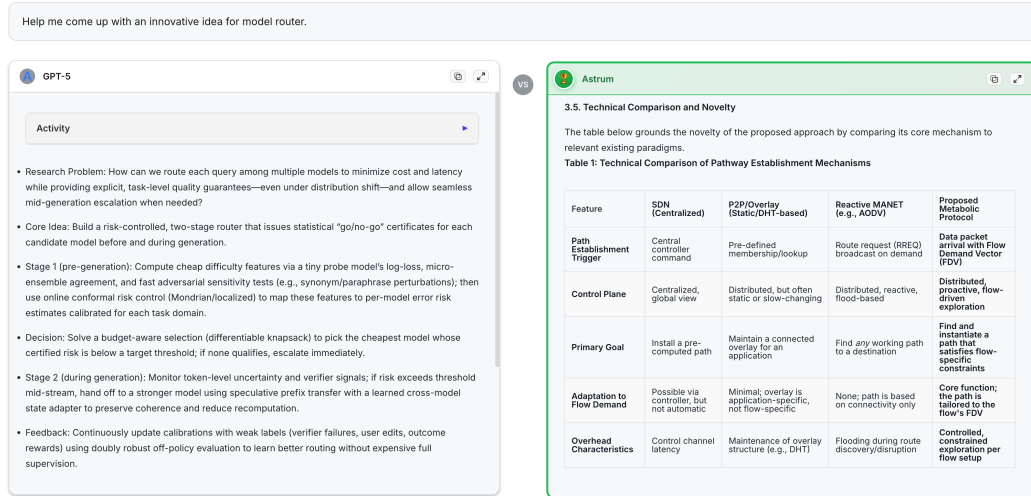 Help me come up with an innovative idea for model router.
GPT-5
Activity
• Research Problem: How can we route each query among multiple models to minimize cost and latency
while providing explicit, task-level quality guarantees—even under distribution shift—and allow seamless
mid-generation escalation when needed?
• Core Idea: Build a risk-controlled, two-stage router that issues statistical “go/no-go” certificates for each
candidate model before and during generation.
• Stage 1 (pre-generation): Compute cheap difficulty features via a tiny probe model’s log-loss, micro-
ensemble agreement, and fast adversarial sensitivity tests (e.g., synonym/paraphrase perturbations); then
use online conformal risk control (Mondrian/localized) to map these features to per-model error risk
estimates calibrated for each task domain.
• Decision: Solve a budget-aware selection (differentiable knapsack) to pick the cheapest model whose
certified risk is below a target threshold; if none qualifies, escalate immediately.
• Stage 2 (during generation): Monitor token-level uncertainty and verifier signals; if risk exceeds threshold
mid-stream, hand off to a stronger model using speculative prefix transfer with a learned cross-model
state adapter to preserve coherence and reduce recomputation.
• Feedback: Continuously update calibrations with weak labels (verifier failures, user edits, outcome
rewards) using doubly robust off-policy evaluation to learn better routing without expensive full
supervision.
VS
Astrum
3.5. Technical Comparison and Novelty
The table below grounds the novelty of the proposed approach by comparing its core mechanism to
relevant existing paradigms.
Table 1: Technical Comparison of Pathway Establishment Mechanisms
Feature
SDN
(Centralized)
P2P/Overlay
(Static/DHT-based)
Reactive MANET
(e.g., AODV)
Proposed
Metabolic
Protocol
Path
Establishment
Trigger
Central
controller
command
Pre-defined
membership/lookup
Route request (RREQ)
broadcast on demand
Data packet
arrival with Flow
Demand Vector
(FDV)
Control Plane
Centralized,
global view
Distributed, but often
static or slow-changing
Distributed, reactive,
flood-based
Distributed,
proactive, flow-
driven
exploration
Primary Goal
Install a pre-
computed path
Maintain a connected
overlay for an
application
Find any working path
to a destination
Find and
instantiate a
path that
satisfies flow-
specific
constraints
Adaptation to
Flow Demand
Possible via
controller, but
not automatic
Minimal; overlay is
application-specific,
not flow-specific
None; path is based
on connectivity only
Core function;
the path is
tailored to the
flow's FDV
Overhead
Characteristics
Control channel
latency
Maintenance of overlay
structure (e.g., DHT)
Flooding during route
discovery/disruption
Controlled,
constrained
exploration per
flow setup